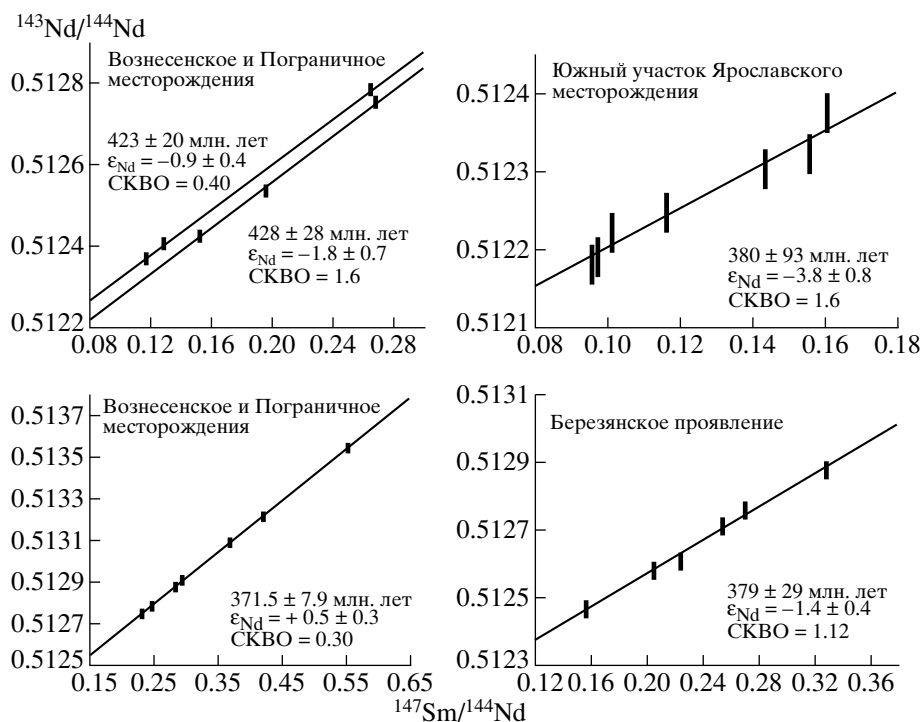 ¹⁴³Nd/¹⁴⁴Nd
Вознесенское и Пограничное
месторождения
0.5128
0.5126
0.5124
0.5122
423 ± 20 млн. лет
εNd = −0.9 ± 0.4
СКВО = 0.40
428 ± 28 млн. лет
εNd = −1.8 ± 0.7
СКВО = 1.6
0.08 0.12 0.16 0.20 0.24 0.28
Южный участок Ярославского
месторождения
0.5124
0.5123
0.5122
0.5121
380 ± 93 млн. лет
εNd = −3.8 ± 0.8
СКВО = 1.6
0.08 0.10 0.12 0.14 0.16 0.18
Вознесенское и Пограничное
месторождения
0.5137
0.5135
0.5133
0.5131
0.5129
0.5127
0.5125
371.5 ± 7.9 млн. лет
εNd = + 0.5 ± 0.3
СКВО = 0.30
0.15 0.25 0.35 0.45 0.55 0.65
Березянское проявление
0.5131
0.5129
0.5127
0.5125
0.5123
379 ± 29 млн. лет
εNd = −1.4 ± 0.4
СКВО = 1.12
0.12 0.16 0.20 0.24 0.28 0.32 0.36
¹⁴⁷Sm/¹⁴⁴Nd